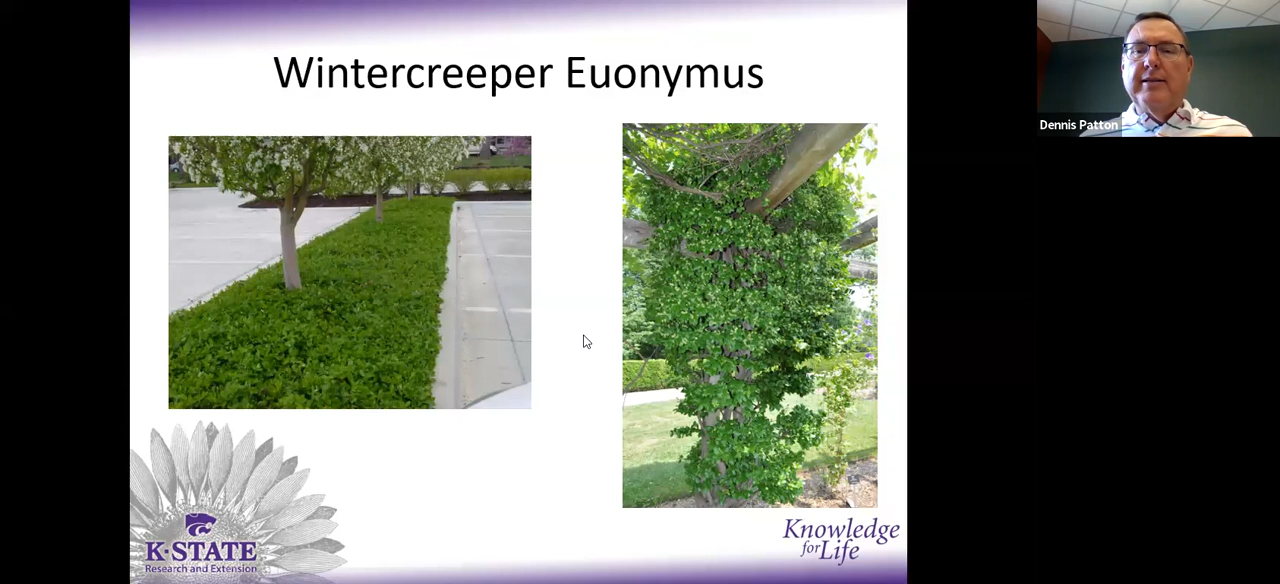 Wintercreeper Euonymus
Dennis Patton
K-STATE
Research and Extension
Knowledge
for Life